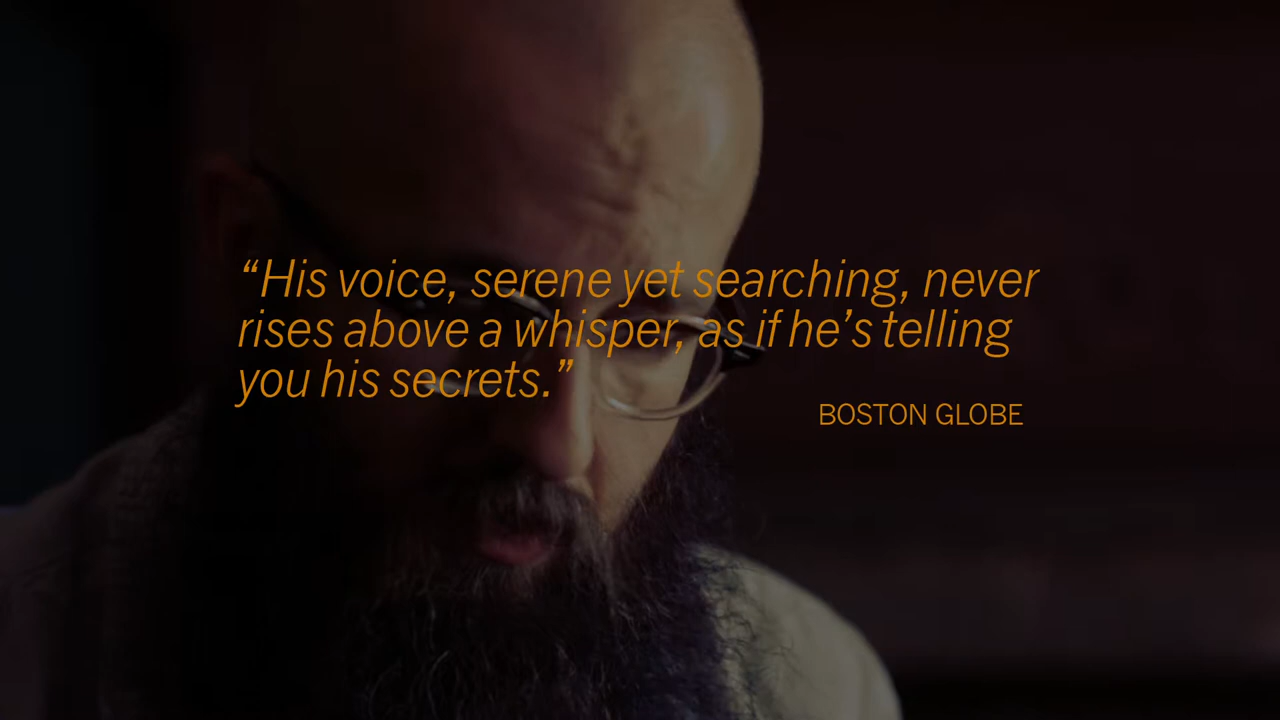 “His voice, serene yet searching, never
rises above a whisper, as if he’s telling
you his secrets.”
BOSTON GLOBE